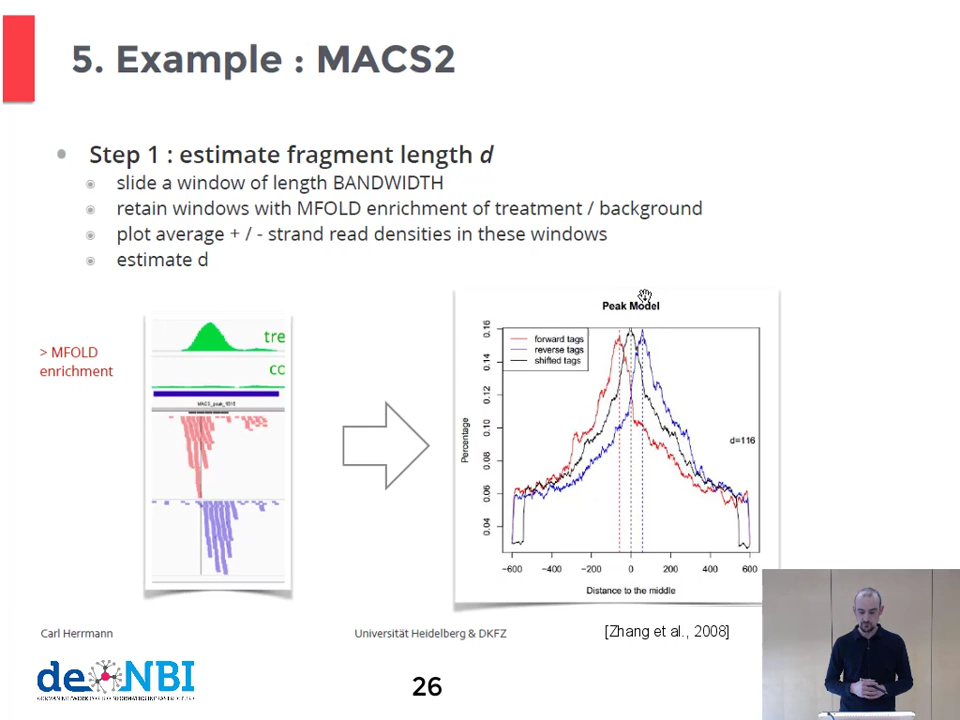 5. Example : MACS2
Step 1 : estimate fragment length d
slide a window of length BANDWIDTH
retain windows with MFOLD enrichment of treatment / background
plot average + / - strand read densities in these windows
estimate d
> MFOLD
enrichment
tre
co
Peak Model
forward tags
reverse tags
shifted tags
d=116
Percentage
0.16
0.14
0.12
0.10
0.08
0.06
0.04
−600
−400
−200
0
200
400
600
Distance to the middle
Carl Herrmann
Universität Heidelberg & DKFZ
[Zhang et al., 2008]
de NBI
26